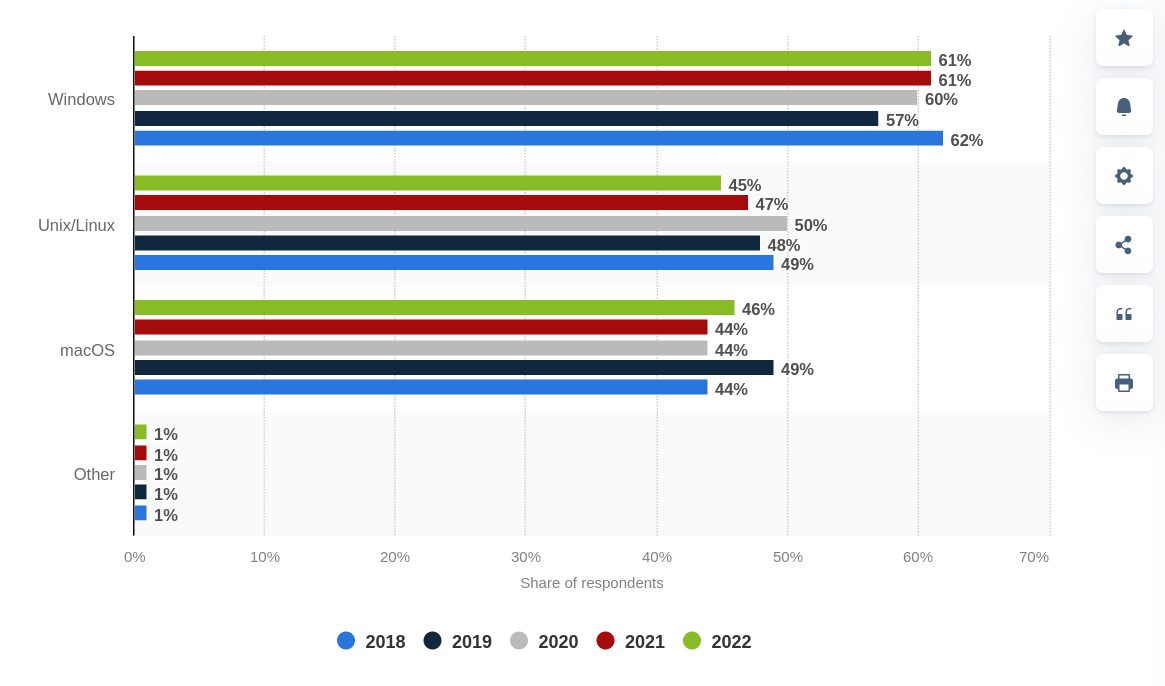 Windows
61%
61%
60%
57%
62%
Unix/Linux
45%
47%
50%
48%
49%
macOS
46%
44%
44%
49%
44%
Other
1%
1%
1%
1%
1%
0% 10% 20% 30% 40% 50% 60% 70%
Share of respondents
2018 2019 2020 2021 2022